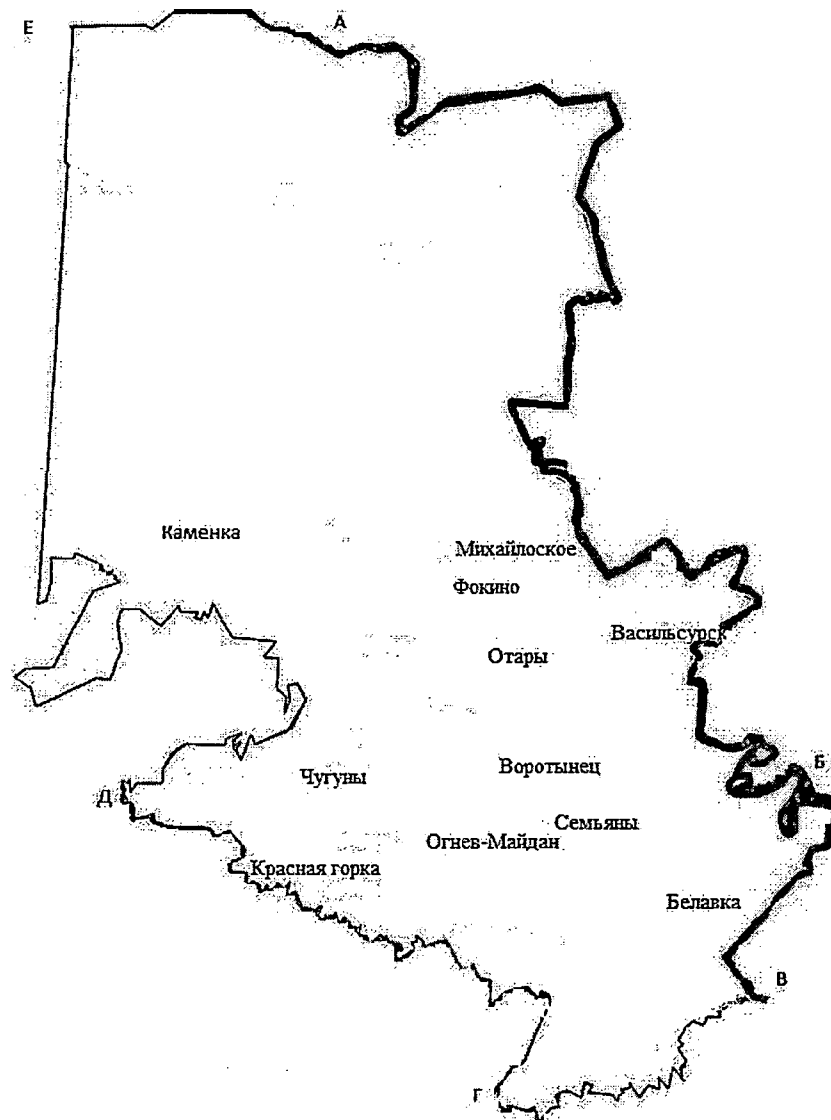 Е
А
Каменка
Михайлоское
Фокино
Васильсурск
Отары
Чугуны
Воротынец
Б
Д
Семьяны
Огнев-Майдан
Красная горка
Белавка
В
Г